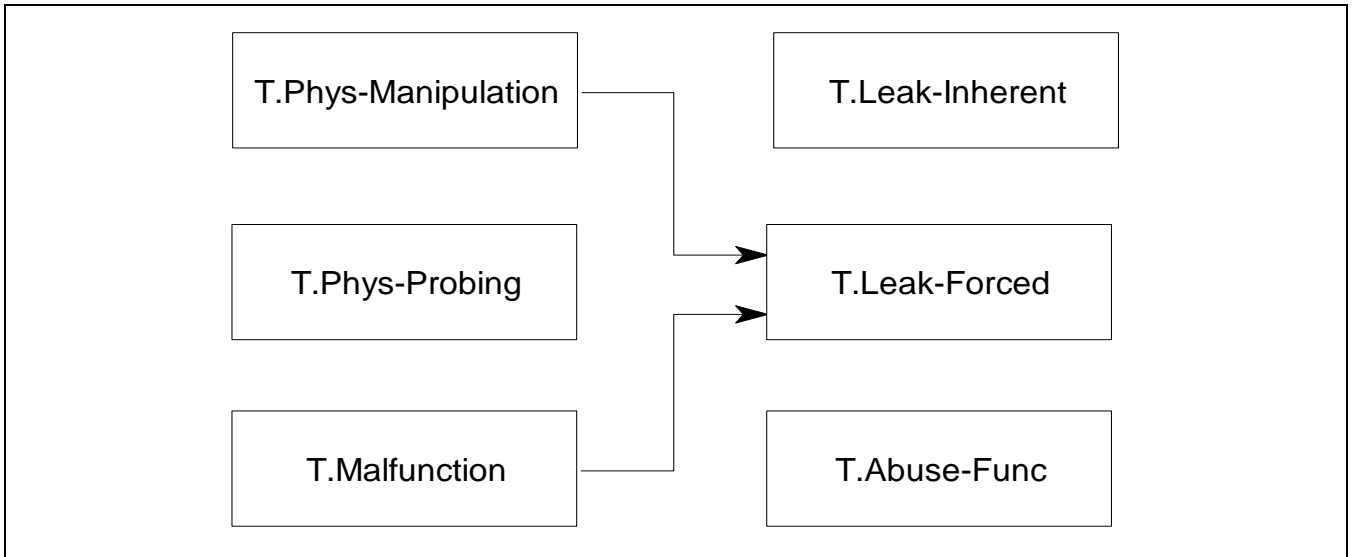 T.Phys-Manipulation
T.Leak-Inherent
T.Phys-Probing
T.Leak-Forced
T.Malfunction
T.Abuse-Func